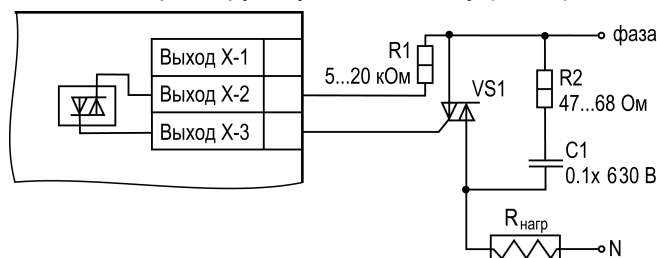 Выход X-1
Выход X-2
Выход X-3
R1
5...20 кОм
VS1
фаза
R2
47...68 Ом
C1
0.1x 630 В
Rнагр
N